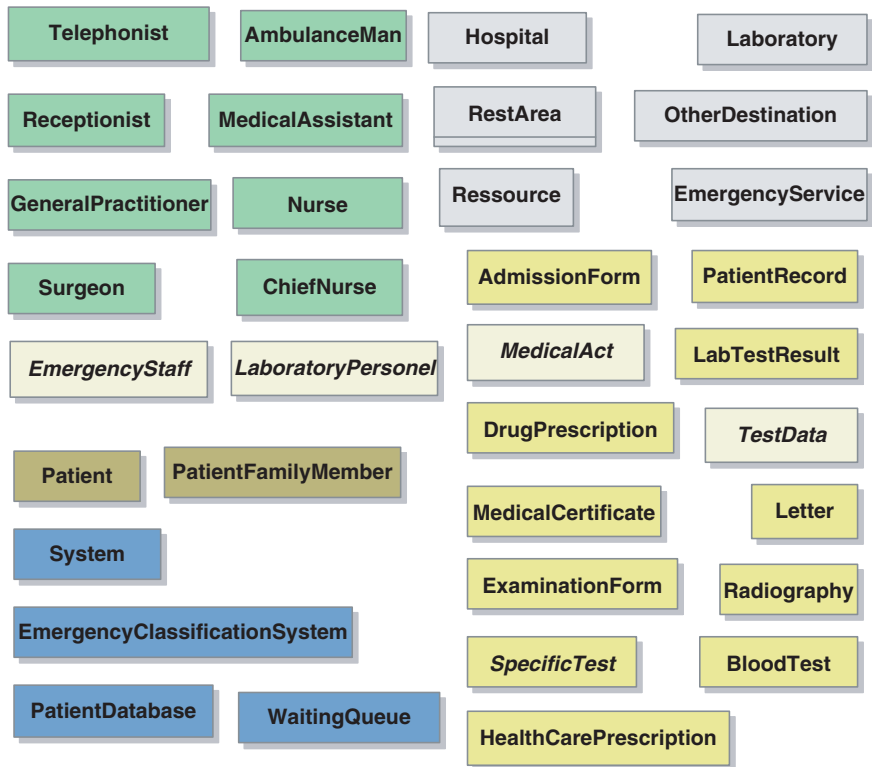 Telephonist
AmbulanceMan
Hospital
Laboratory
Receptionist
MedicalAssistant
RestArea
OtherDestination
GeneralPractitioner
Nurse
Ressource
EmergencyService
Surgeon
ChiefNurse
AdmissionForm
PatientRecord
EmergencyStaff
LaboratoryPersonel
MedicalAct
LabTestResult
DrugPrescription
TestData
Patient
PatientFamilyMember
MedicalCertificate
Letter
System
ExaminationForm
Radiography
EmergencyClassificationSystem
SpecificTest
BloodTest
PatientDatabase
WaitingQueue
HealthCarePrescription